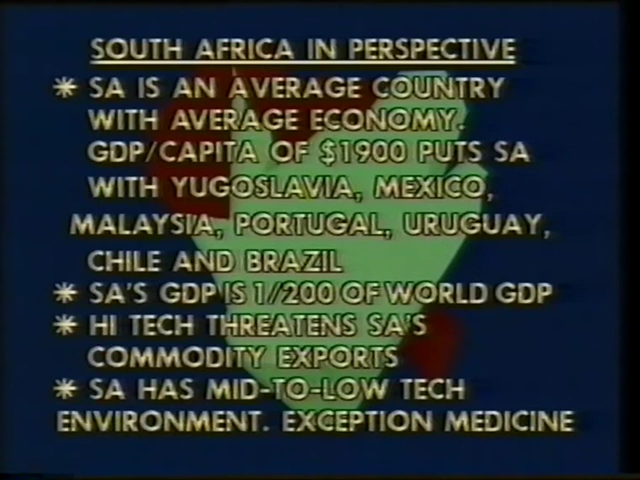 SOUTH AFRICA IN PERSPECTIVE
* SA IS AN AVERAGE COUNTRY
WITH AVERAGE ECONOMY.
GDP/CAPITA OF $1900 PUTS SA
WITH YUGOSLAVIA, MEXICO,
MALAYSIA, PORTUGAL, URUGUAY,
CHILE AND BRAZIL
* SA'S GDP IS 1/200 OF WORLD GDP
* HI TECH THREATENS SA'S
COMMODITY EXPORTS
* SA HAS MID-TO-LOW TECH
ENVIRONMENT. EXCEPTION MEDICINE